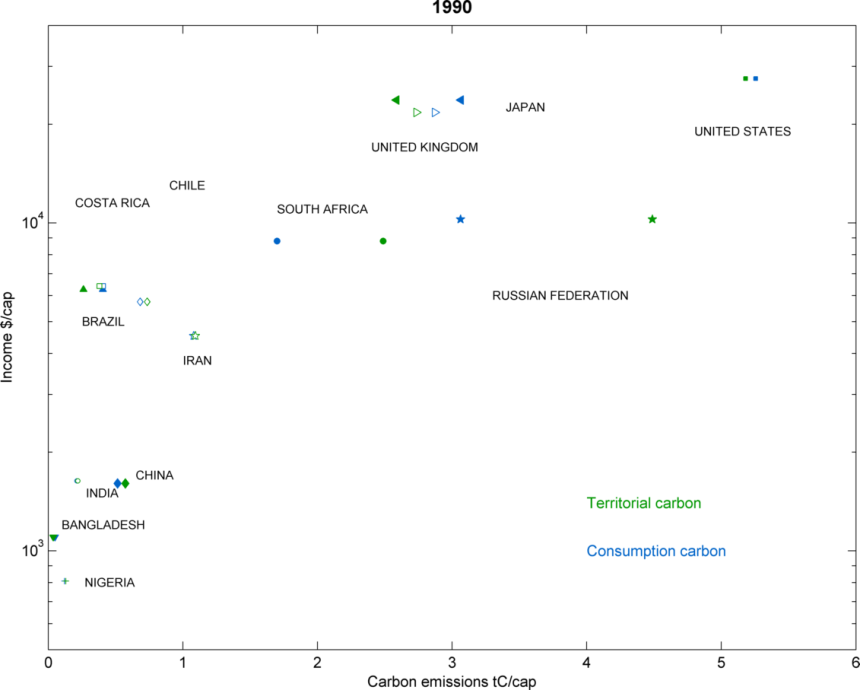 1990
JAPAN
UNITED STATES
UNITED KINGDOM
CHILE
COSTA RICA
SOUTH AFRICA
10^4
RUSSIAN FEDERATION
BRAZIL
IRAN
Income $/cap
CHINA
INDIA
Territorial carbon
BANGLADESH
10^3
Consumption carbon
NIGERIA
0 1 2 3 4 5 6
Carbon emissions tC/cap